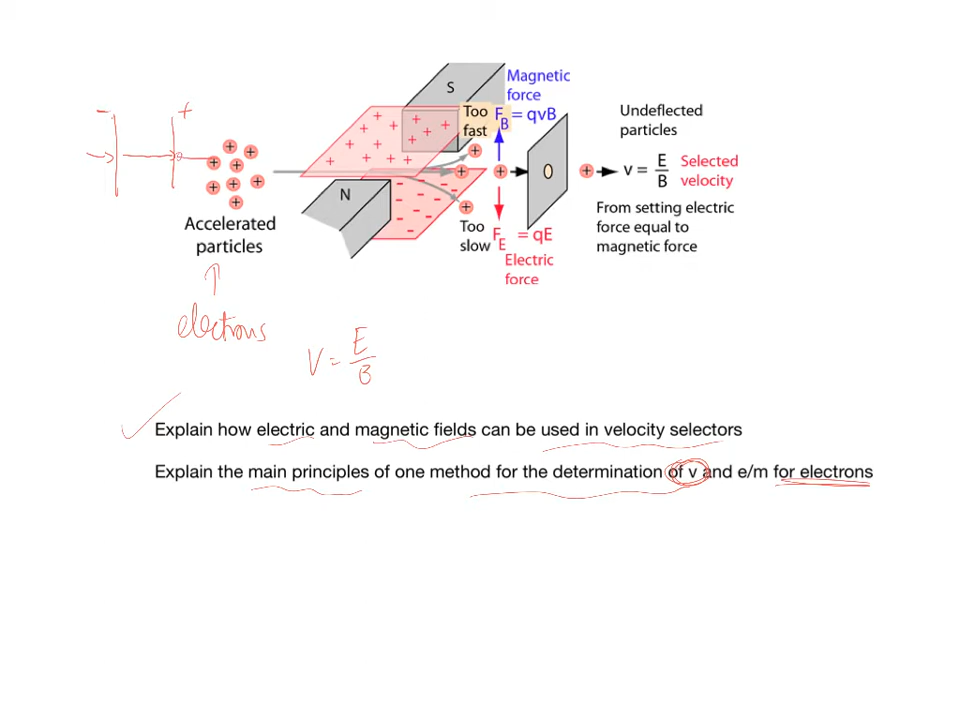 S
Magnetic
force
Too
fast
F_B = qvB
Undeflected
particles
N
O
v = E/B
Selected
velocity
Accelerated
particles
Too
slow
F_E = qE
Electric
force
From setting electric
force equal to
magnetic force
electrons
V = E/B
Explain how electric and magnetic fields can be used in velocity selectors
Explain the main principles of one method for the determination of v and e/m for electrons